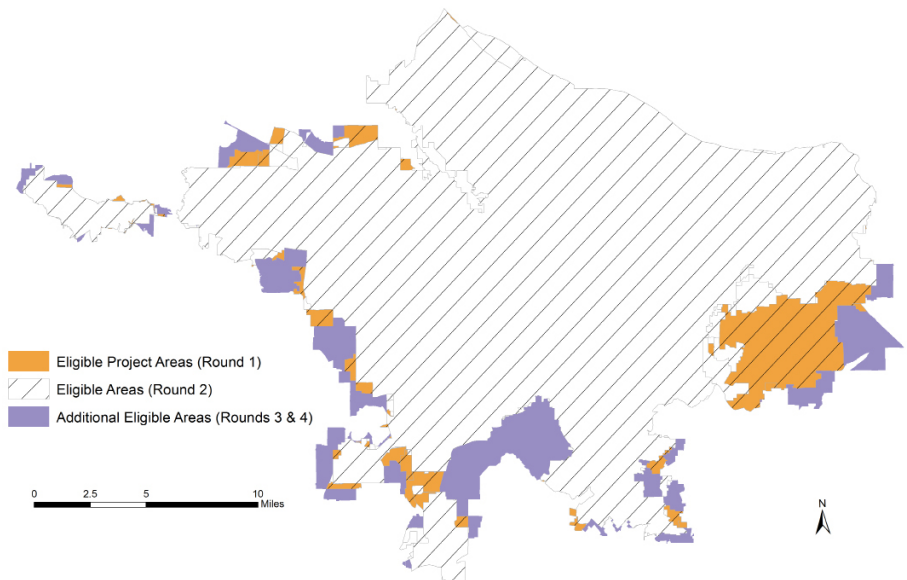 Eligible Project Areas (Round 1)
Eligible Areas (Round 2)
Additional Eligible Areas (Rounds 3 & 4)
0 2.5 5 10
Miles
N